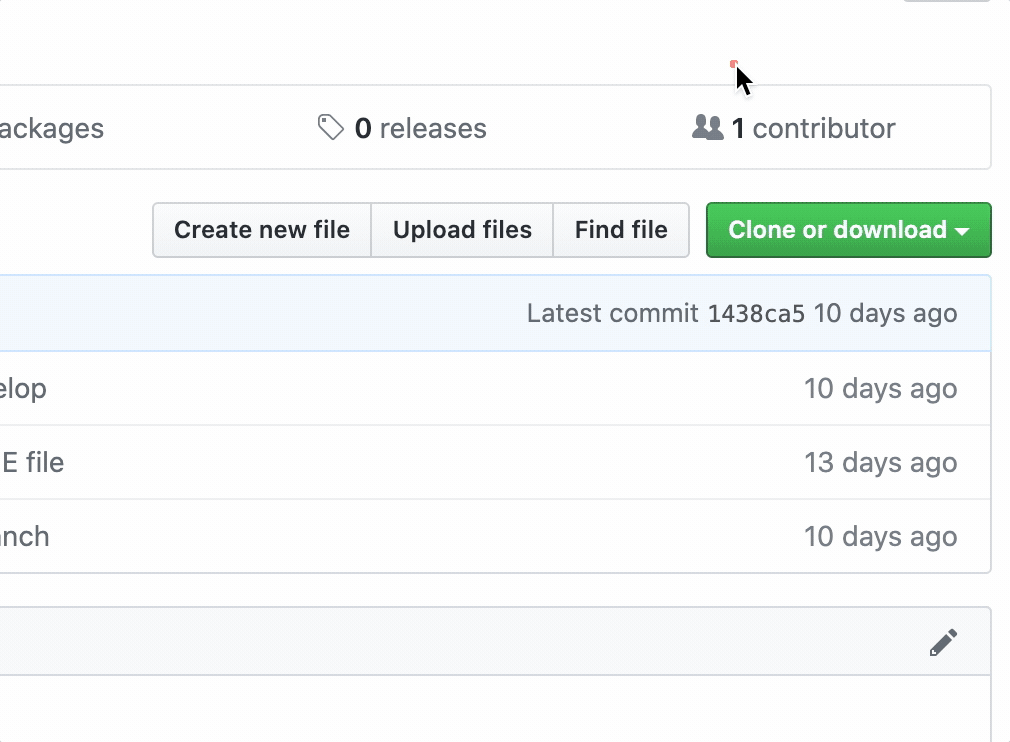 ackages 0 releases 1 contributor
Create new file Upload files Find file Clone or download
Latest commit 1438ca5 10 days ago
elop 10 days ago
E file 13 days ago
nch 10 days ago